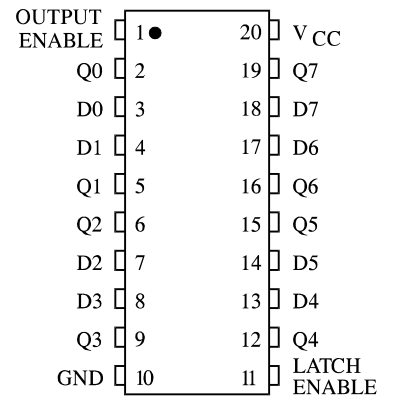 OUTPUT
ENABLE 1 20 V CC
Q0 2 19 Q7
D0 3 18 D7
D1 4 17 D6
Q1 5 16 Q6
Q2 6 15 Q5
D2 7 14 D5
D3 8 13 D4
Q3 9 12 Q4
GND 10 11 LATCH
ENABLE